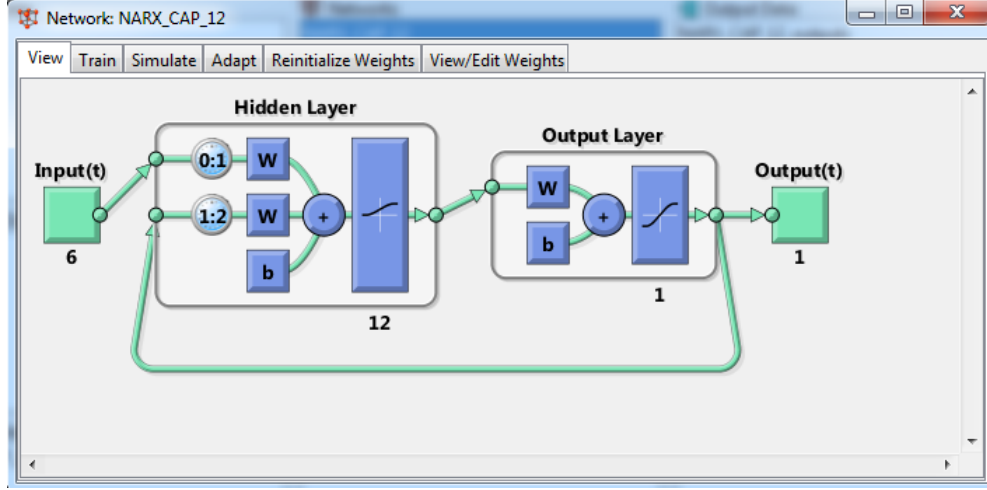 Network: NARX_CAP_12
View Train Simulate Adapt Reinitialize Weights View/Edit Weights
Hidden Layer
Output Layer
Input(t)
Output(t)
0:1 W
W
1:2 W
b
b
+
+
6
1
1
12